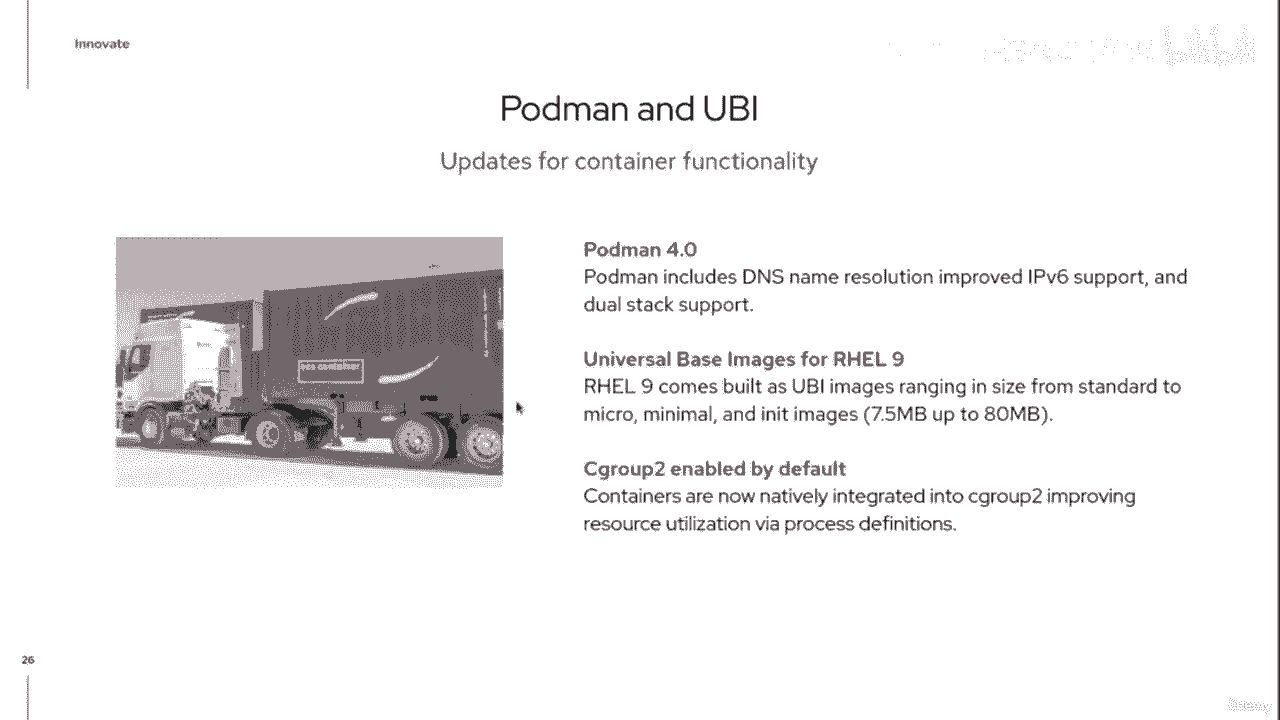 Innovate
Podman and UBI
Updates for container functionality
Podman 4.0
Podman includes DNS name resolution improved IPv6 support, and
dual stack support.
Universal Base Images for RHEL 9
RHEL 9 comes built as UBI images ranging in size from standard to
micro, minimal, and init images (7.5MB up to 80MB).
Cgroup2 enabled by default
Containers are now natively integrated into cgroup2 improving
resource utilization via process definitions.
26
bilibili